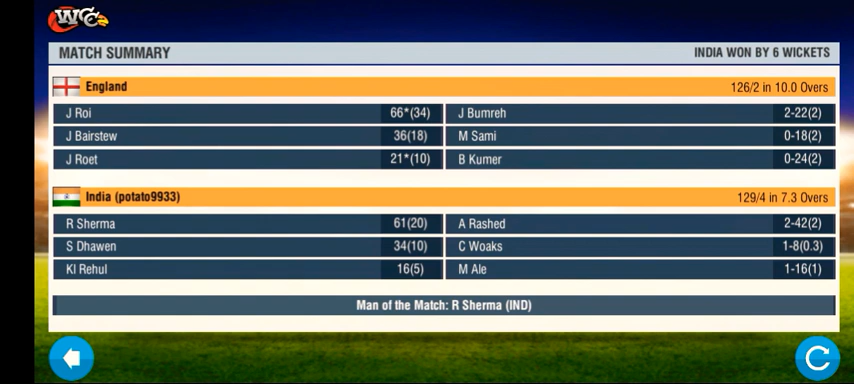 WCC
MATCH SUMMARY INDIA WON BY 6 WICKETS
England 126/2 in 10.0 Overs
J Roi 66*(34) J Bumreh 2-22(2)
J Bairstew 36(18) M Sami 0-18(2)
J Roet 21*(10) B Kumer 0-24(2)
India (potato9933) 129/4 in 7.3 Overs
R Sherma 61(20) A Rashed 2-42(2)
S Dhawen 34(10) C Woaks 1-8(0.3)
Kl Rehul 16(5) M Ale 1-16(1)
Man of the Match: R Sherma (IND)